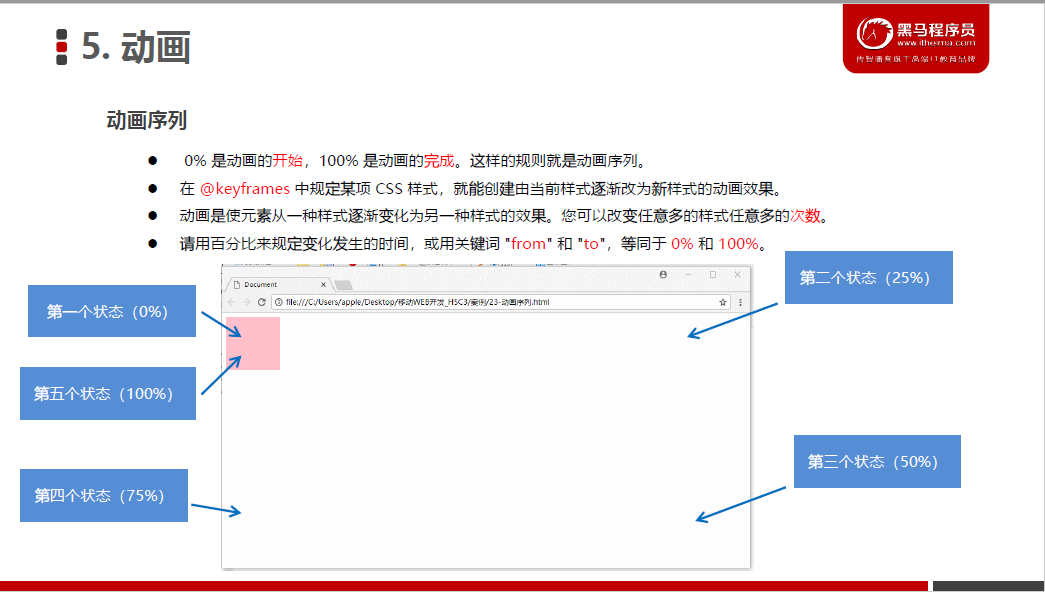 5. 动画
黑马程序员
www.itheima.com
传智播客旗下高端IT教育品牌
动画序列
0% 是动画的开始，100% 是动画的完成。这样的规则就是动画序列。
在 @keyframes 中规定某项 CSS 样式，就能创建由当前样式逐渐改为新样式的动画效果。
动画是使元素从一种样式逐渐变化为另一种样式的效果。您可以改变任意多的样式任意多的次数。
请用百分比来规定变化发生的时间，或用关键词 "from" 和 "to"，等同于 0% 和 100%。
第二个状态（25%）
Document
file:///C:/Users/apple/Desktop/移动WEB开发_H5C3/案例/23-动画序列.html
第一个状态（0%）
第五个状态（100%）
第三个状态（50%）
第四个状态（75%）